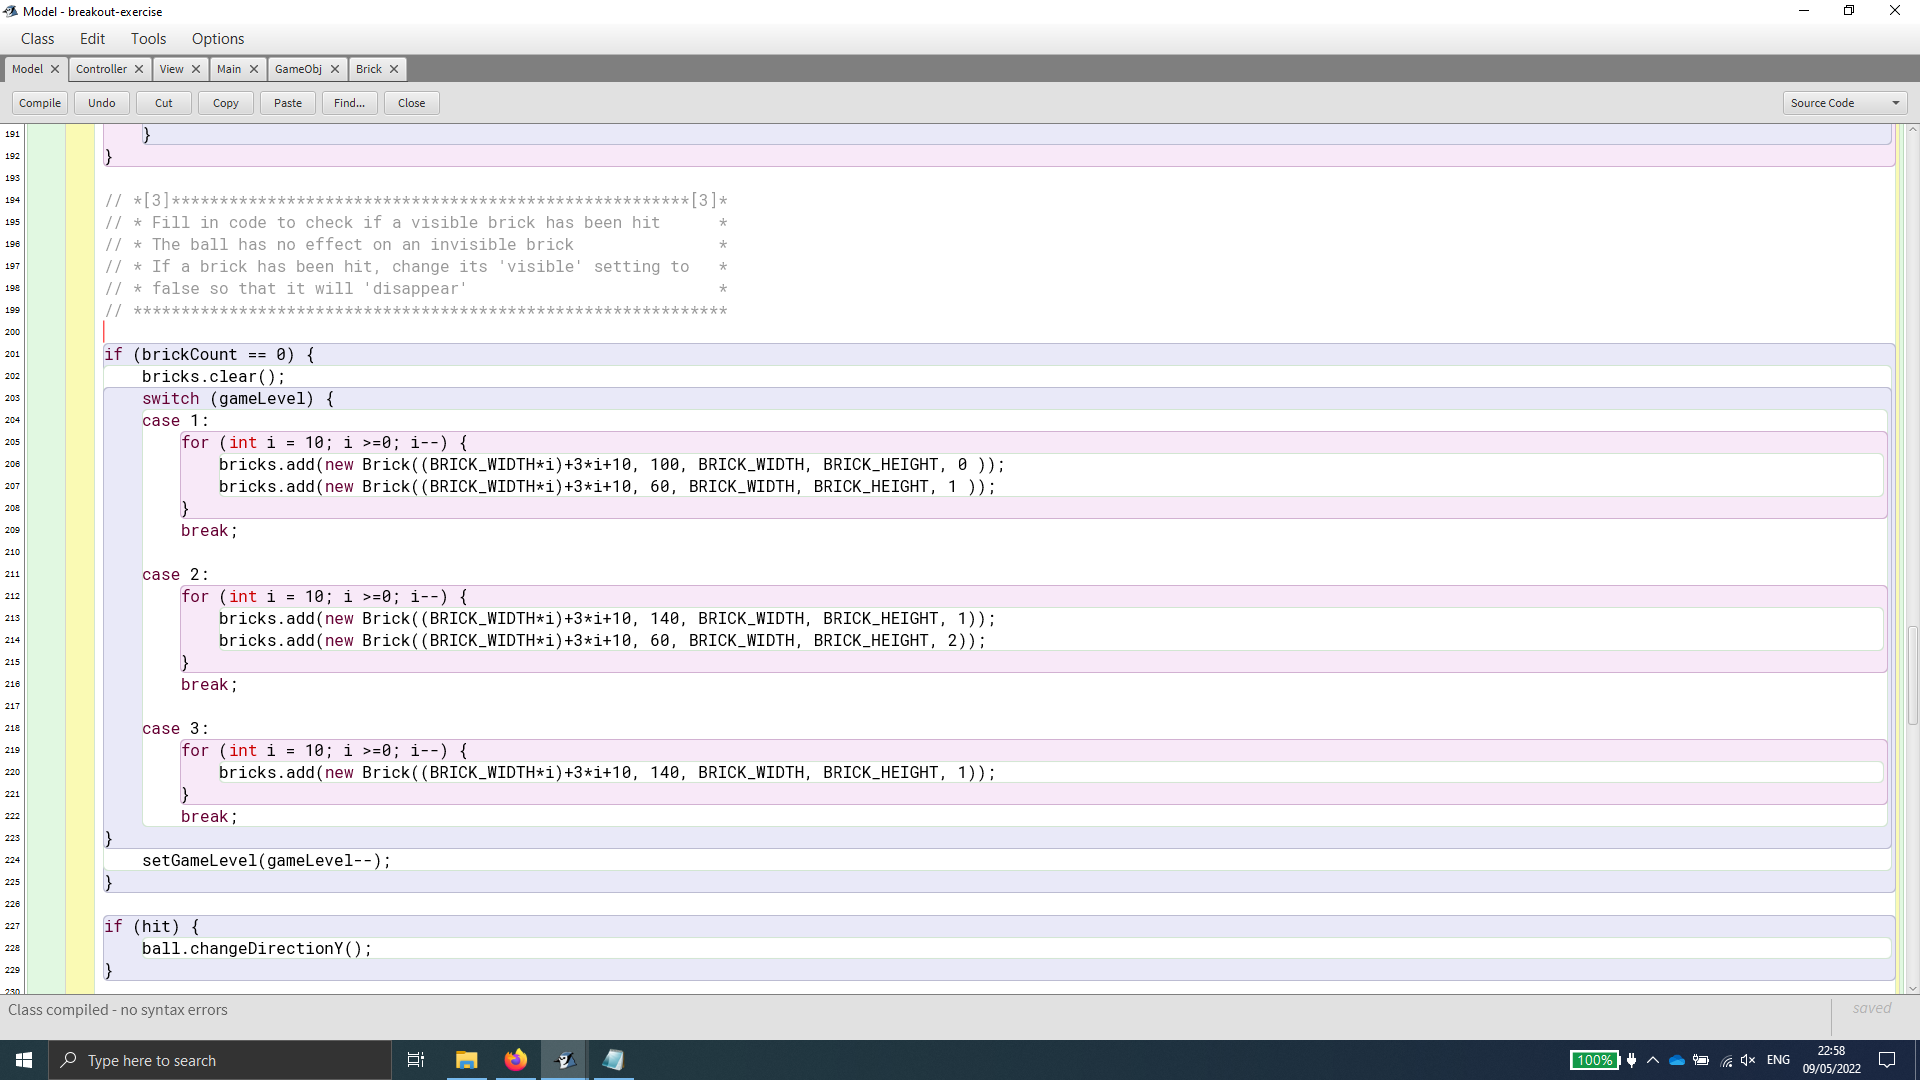 Model - breakout-exercise
Class Edit Tools Options
Model Controller View Main GameObj Brick
Compile Undo Cut Copy Paste Find... Close Source Code
191 }
192 }
193
194 // *[3]******************************************************[3]*
195 // * Fill in code to check if a visible brick has been hit      *
196 // * The ball has no effect on an invisible brick               *
197 // * If a brick has been hit, change its 'visible' setting to   *
198 // * false so that it will 'disappear'                          *
199 // **************************************************************
200
201 if (brickCount == 0) {
202 bricks.clear();
203 switch (gameLevel) {
204 case 1:
205 for (int i = 10; i >=0; i--) {
206 bricks.add(new Brick((BRICK_WIDTH*i)+3*i+10, 100, BRICK_WIDTH, BRICK_HEIGHT, 0 ));
207 bricks.add(new Brick((BRICK_WIDTH*i)+3*i+10, 60, BRICK_WIDTH, BRICK_HEIGHT, 1 ));
208 }
209 break;
210
211 case 2:
212 for (int i = 10; i >=0; i--) {
213 bricks.add(new Brick((BRICK_WIDTH*i)+3*i+10, 140, BRICK_WIDTH, BRICK_HEIGHT, 1));
214 bricks.add(new Brick((BRICK_WIDTH*i)+3*i+10, 60, BRICK_WIDTH, BRICK_HEIGHT, 2));
215 }
216 break;
217
218 case 3:
219 for (int i = 10; i >=0; i--) {
220 bricks.add(new Brick((BRICK_WIDTH*i)+3*i+10, 140, BRICK_WIDTH, BRICK_HEIGHT, 1));
221 }
222 break;
223 }
224 setGameLevel(gameLevel--);
225 }
226
227 if (hit) {
228 ball.changeDirectionY();
229 }
230
Class compiled - no syntax errors
saved
Type here to search
100%
ENG
22:58
09/05/2022